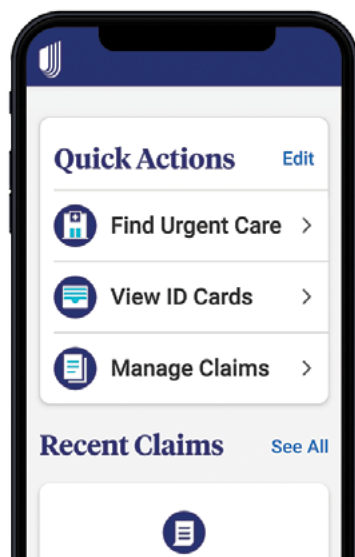 Quick Actions
Edit
Find Urgent Care
View ID Cards
Manage Claims
Recent Claims
See All